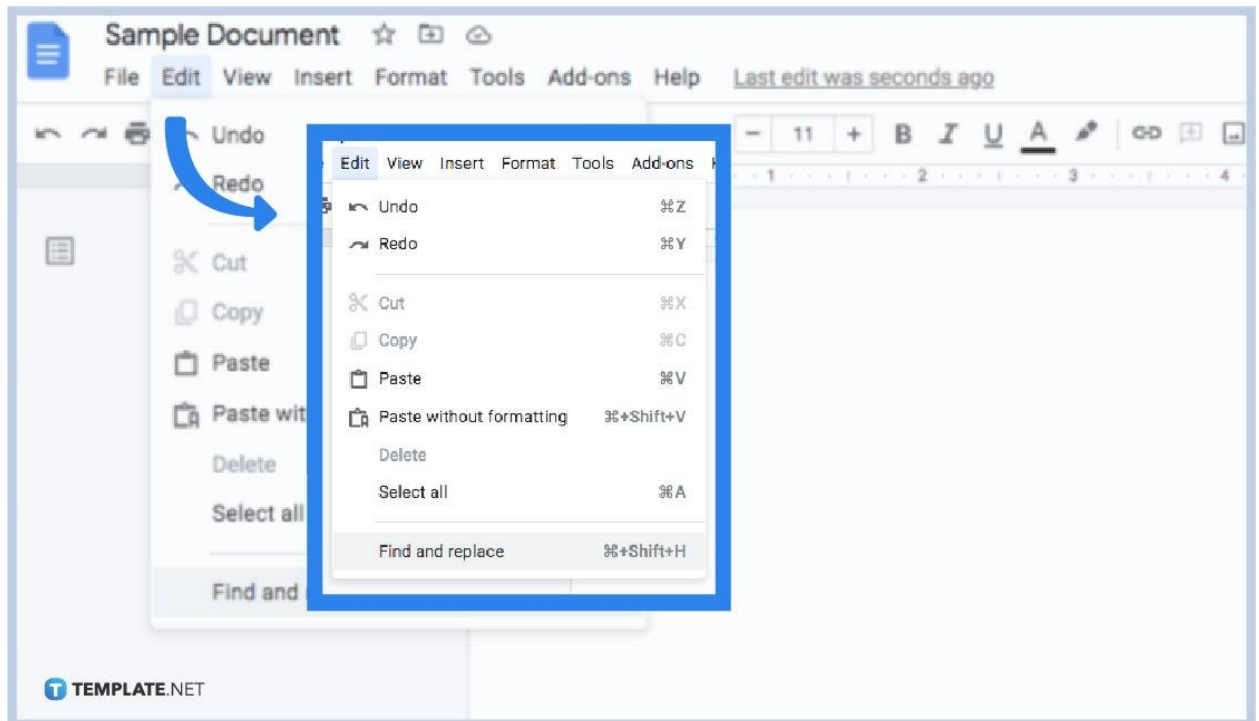 Sample Document
File Edit View Insert Format Tools Add-ons Help Last edit was seconds ago
Undo
Redo
Cut
Copy
Paste
Paste wit
Delete
Select all
Find and
11
B I U A
1 2 3 4
Edit View Insert Format Tools Add-ons
Undo ⌘Z
Redo ⌘Y
Cut ⌘X
Copy ⌘C
Paste ⌘V
Paste without formatting ⌘+Shift+V
Delete
Select all ⌘A
Find and replace ⌘+Shift+H
T TEMPLATE.NET